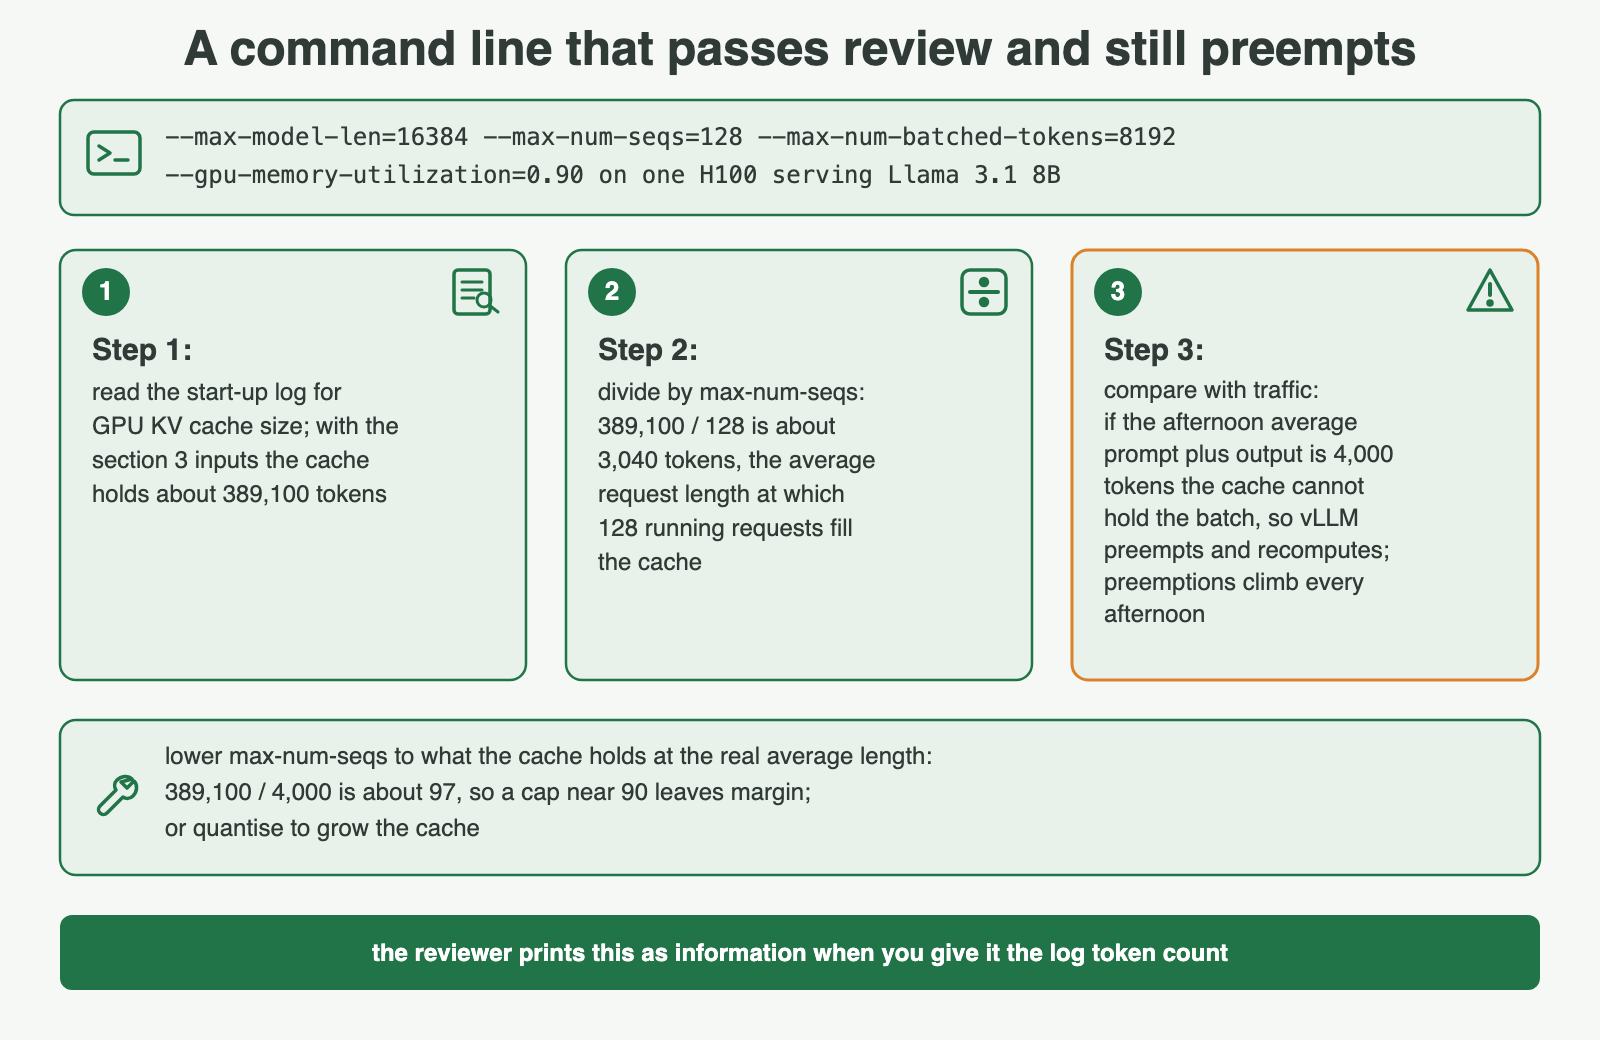 A command line that passes review and still preempts
--max-model-len=16384 --max-num-seqs=128 --max-num-batched-tokens=8192
--gpu-memory-utilization=0.90 on one H100 serving Llama 3.1 8B
1
Step 1:
read the start-up log for
GPU KV cache size; with the
section 3 inputs the cache
holds about 389,100 tokens
2
Step 2:
divide by max-num-seqs:
389,100 / 128 is about
3,040 tokens, the average
request length at which
128 running requests fill
the cache
3
Step 3:
compare with traffic:
if the afternoon average
prompt plus output is 4,000
tokens the cache cannot
hold the batch, so vLLM
preempts and recomputes;
preemptions climb every
afternoon
lower max-num-seqs to what the cache holds at the real average length:
389,100 / 4,000 is about 97, so a cap near 90 leaves margin;
or quantise to grow the cache
the reviewer prints this as information when you give it the log token count